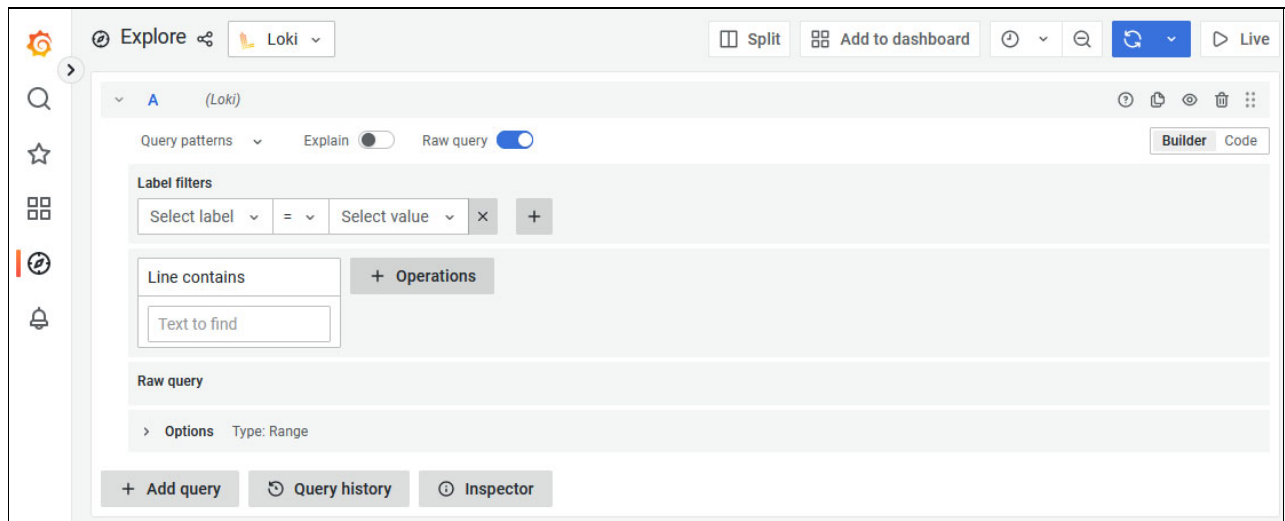 Explore Loki Split Add to dashboard Live
A (Loki)
Query patterns Explain Raw query Builder Code
Label filters
Select label = Select value +
Line contains + Operations
Text to find
Raw query
Options Type: Range
+ Add query Query history Inspector